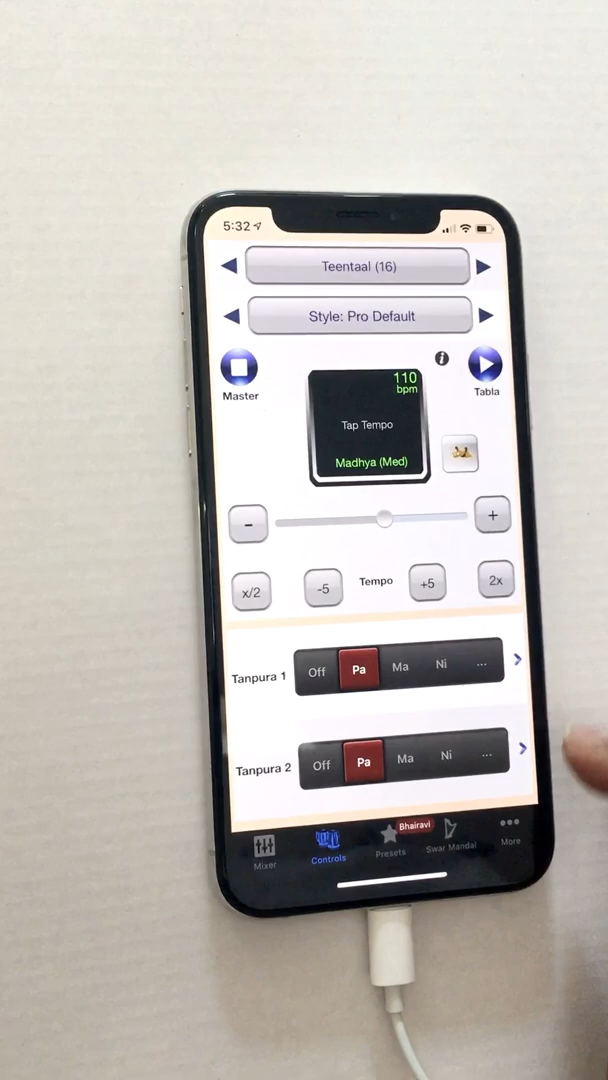 5:32
Teentaal (16)
Style: Pro Default
Master
Tabla
110
bpm
Tap Tempo
Madhya (Med)
-
+
x/2
-5
Tempo
+5
2x
Tanpura 1
Off
Pa
Ma
Ni
...
Tanpura 2
Off
Pa
Ma
Ni
...
Mixer
Controls
Presets
Bhairavi
Swar Mandal
More